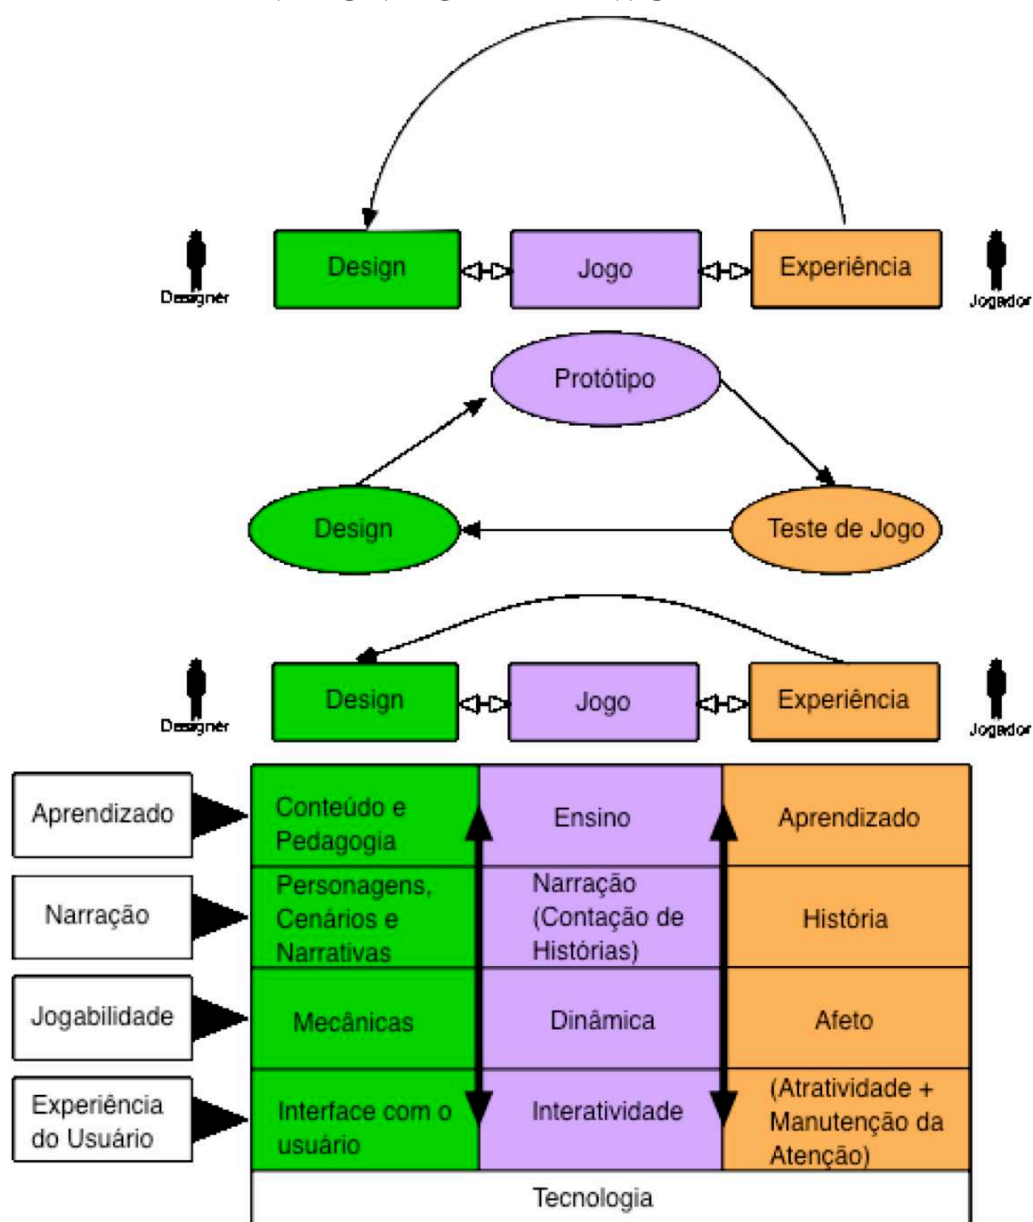 Design
Jogo
Experiência
Designer
Jogador
Protótipo
Design
Teste de Jogo
Design
Jogo
Experiência
Designer
Jogador
Aprendizado
Conteúdo e
Pedagogia
Ensino
Aprendizado
Narração
Personagens,
Cenários e
Narrativas
Narração
(Contação de
Histórias)
História
Jogabilidade
Mecânicas
Dinâmica
Afeto
Experiência
do Usuário
Interface com o
usuário
Interatividade
(Atratividade +
Manutenção da
Atenção)
Tecnologia